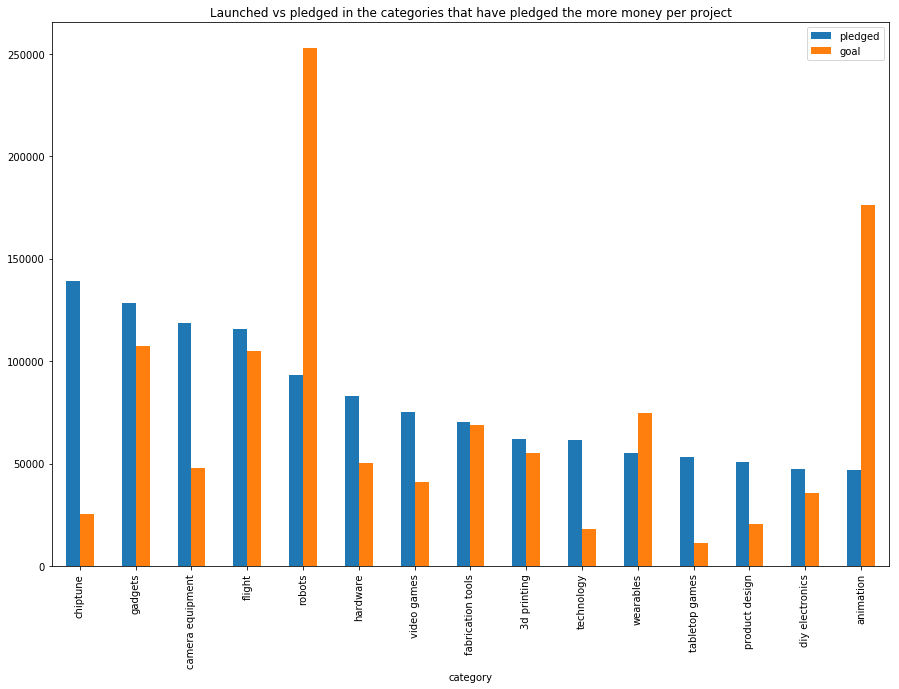 Launched vs pledged in the categories that have pledged the more money per project
pledged
goal
250000
200000
150000
100000
50000
0
chiptune
gadgets
camera equipment
flight
robots
hardware
video games
fabrication tools
3d printing
technology
wearables
tabletop games
product design
diy electronics
animation
category